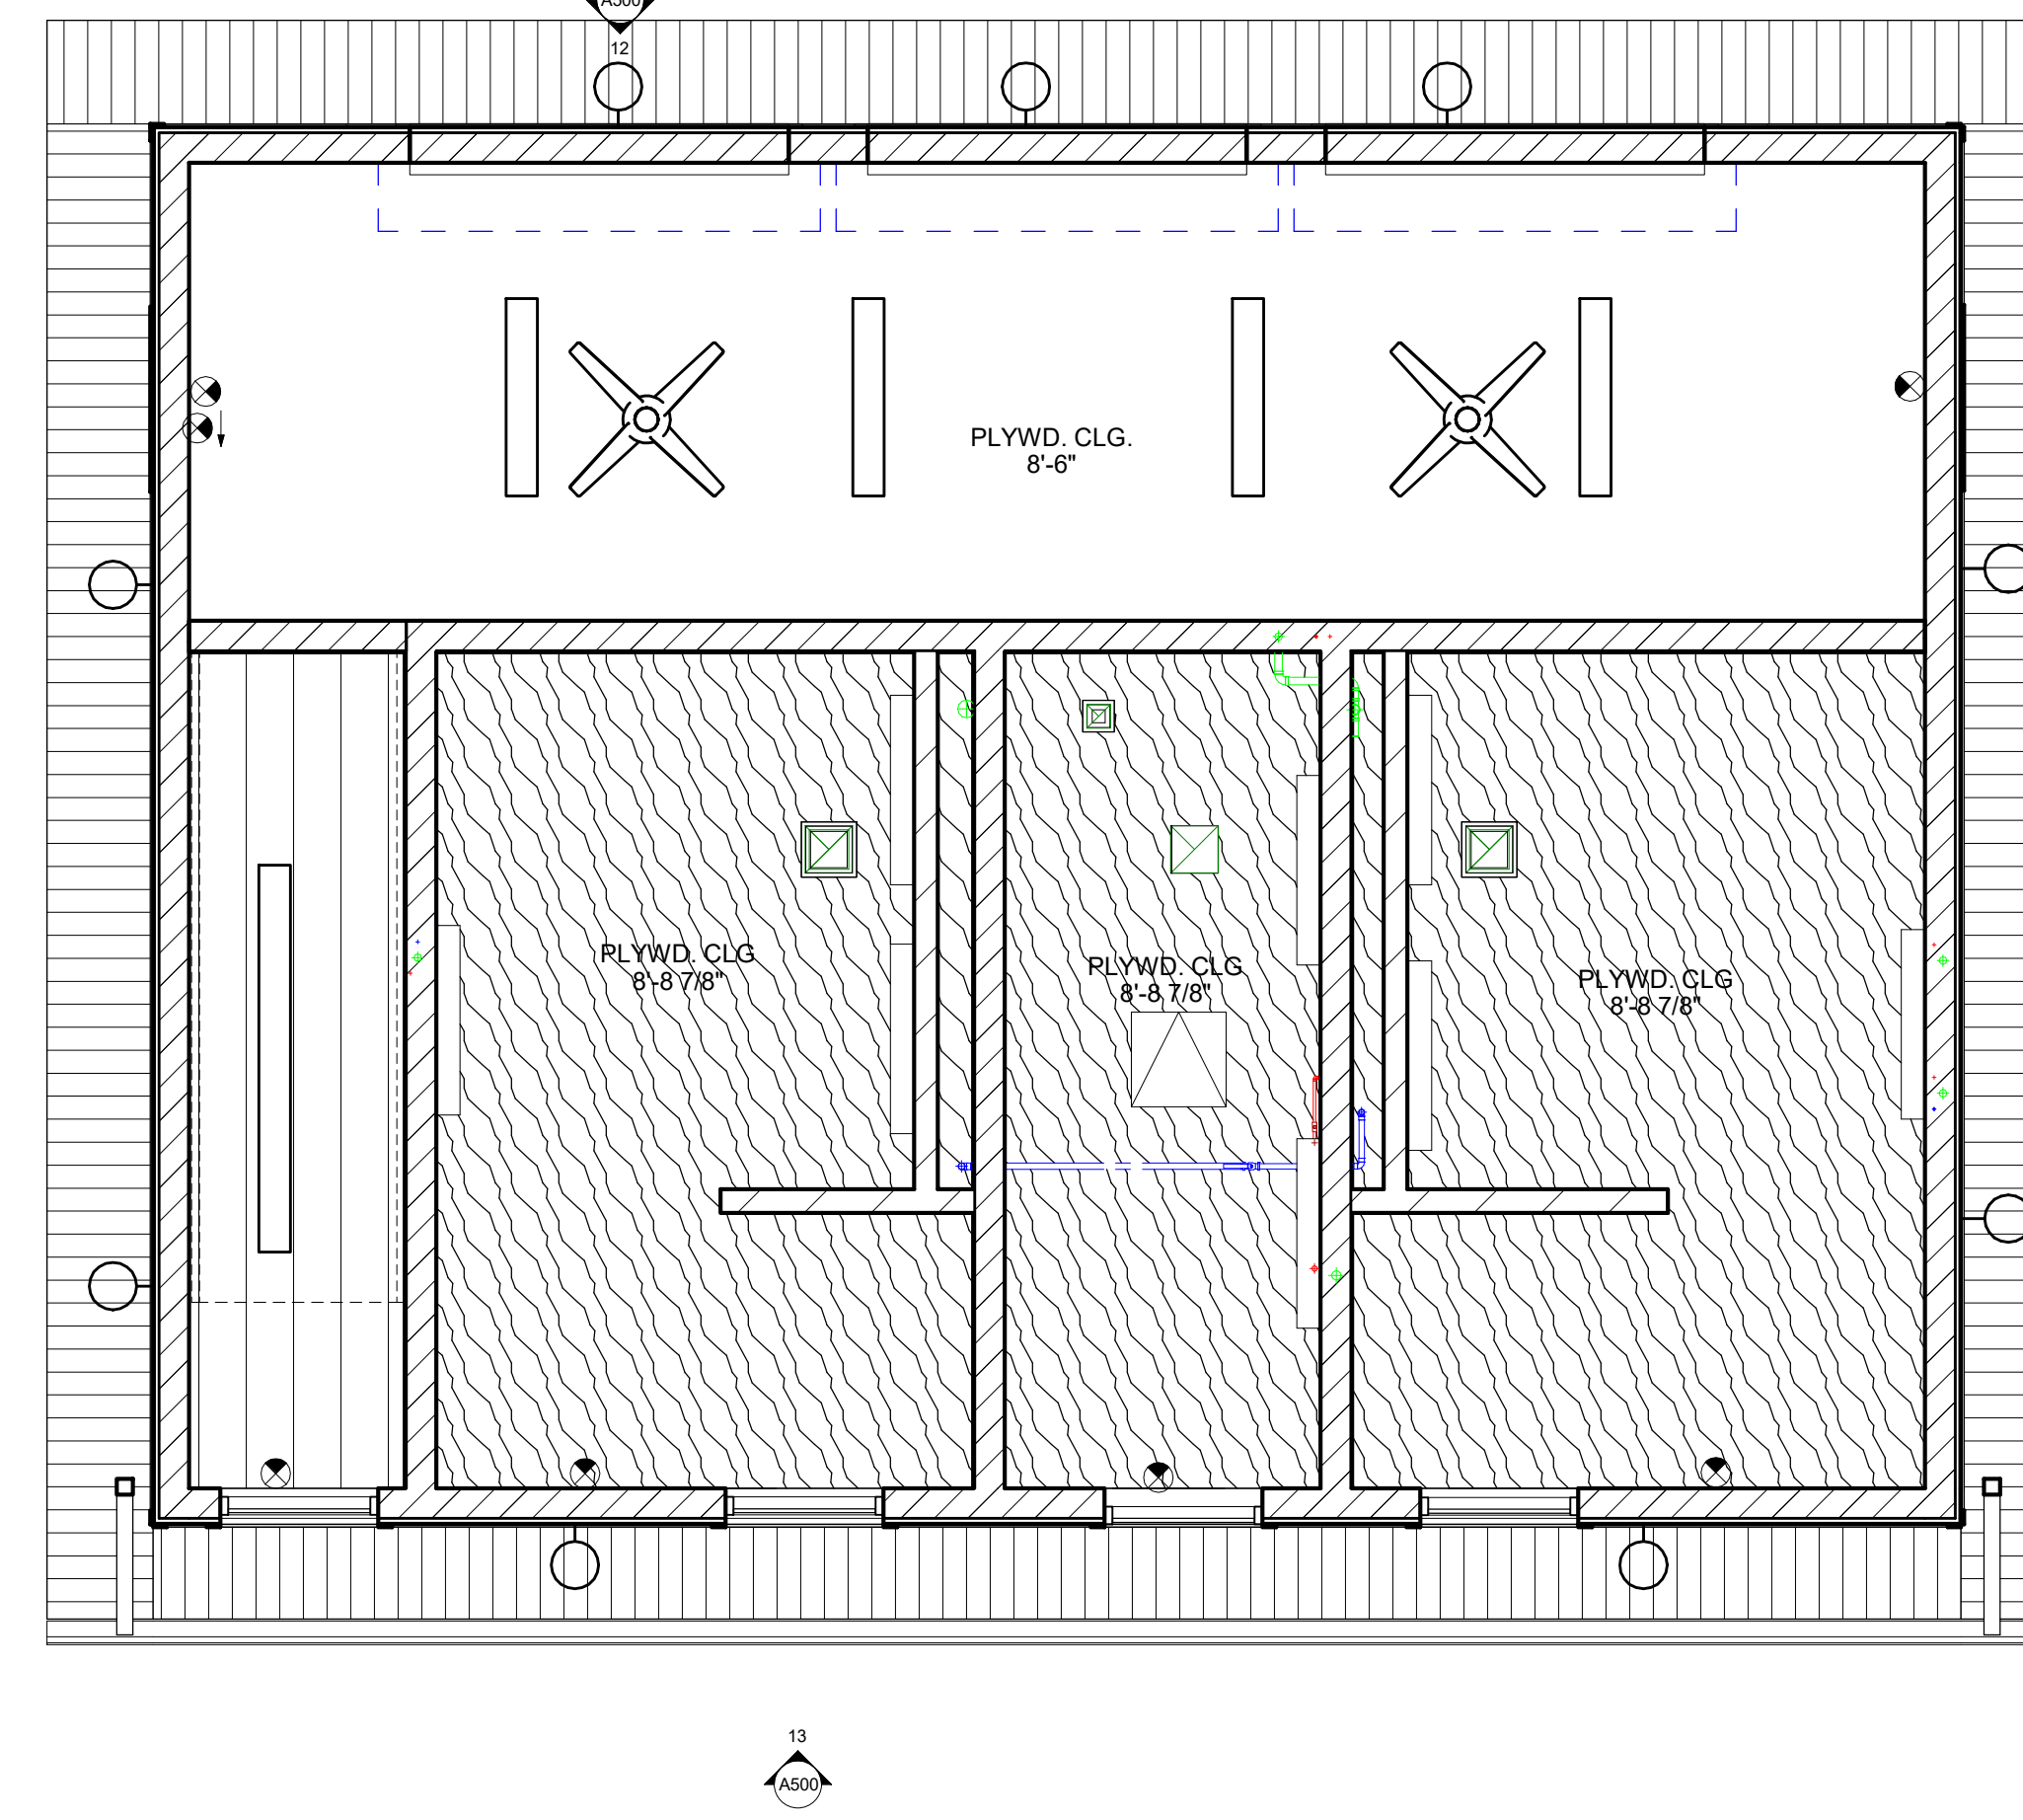 A500
12
PLYWD. CLG.
8'-6"
PLYWD. CLG
8'-8 7/8"
PLYWD. CLG
8'-8 7/8"
PLYWD. CLG
8'-8 7/8"
13
A500